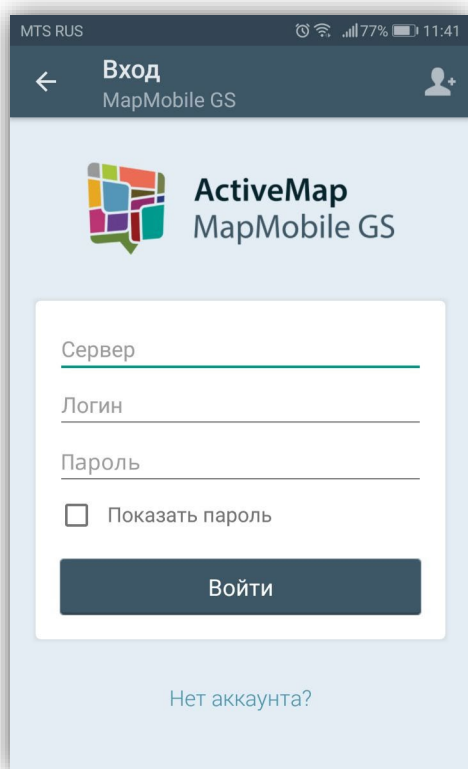 MTS RUS 77% 11:41
Вход
MapMobile GS
ActiveMap
MapMobile GS
Сервер
Логин
Пароль
Показать пароль
Войти
Нет аккаунта?